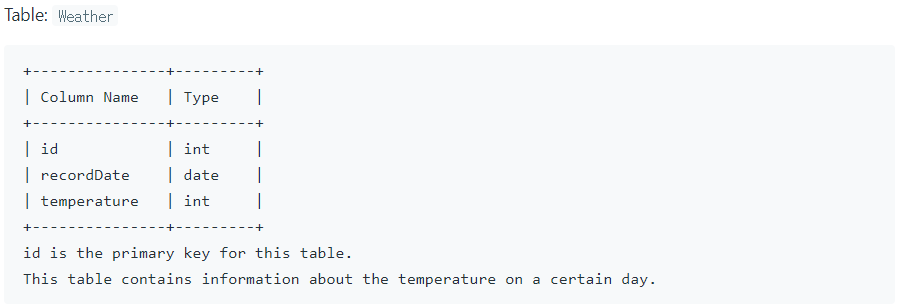 Table: Weather
+---------------+---------+
| Column Name   | Type    |
+---------------+---------+
| id            | int     |
| recordDate    | date    |
| temperature   | int     |
+---------------+---------+
id is the primary key for this table.
This table contains information about the temperature on a certain day.